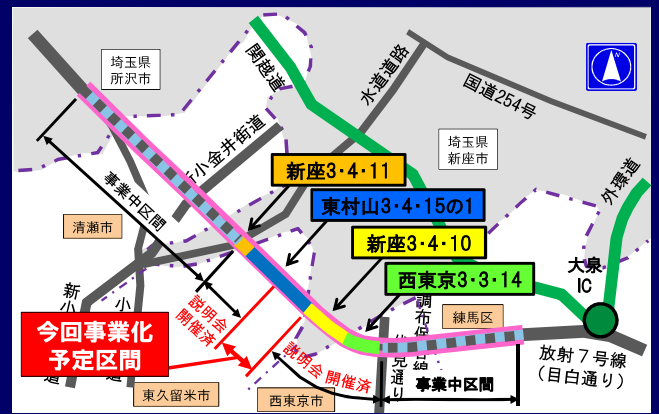 埼玉県
所沢市
関越道
水道道路
国道254号
埼玉県
新座市
外環道
新小金井街道
新座3・4・11
東村山3・4・15の1
新座3・4・10
西東京3・3・14
事業中区間
清瀬市
大泉
IC
練馬区
放射7号線
(目白通り)
説明会
開催済
今回事業化
予定区間
説明会 開催済
事業中区間
東久留米市
西東京市